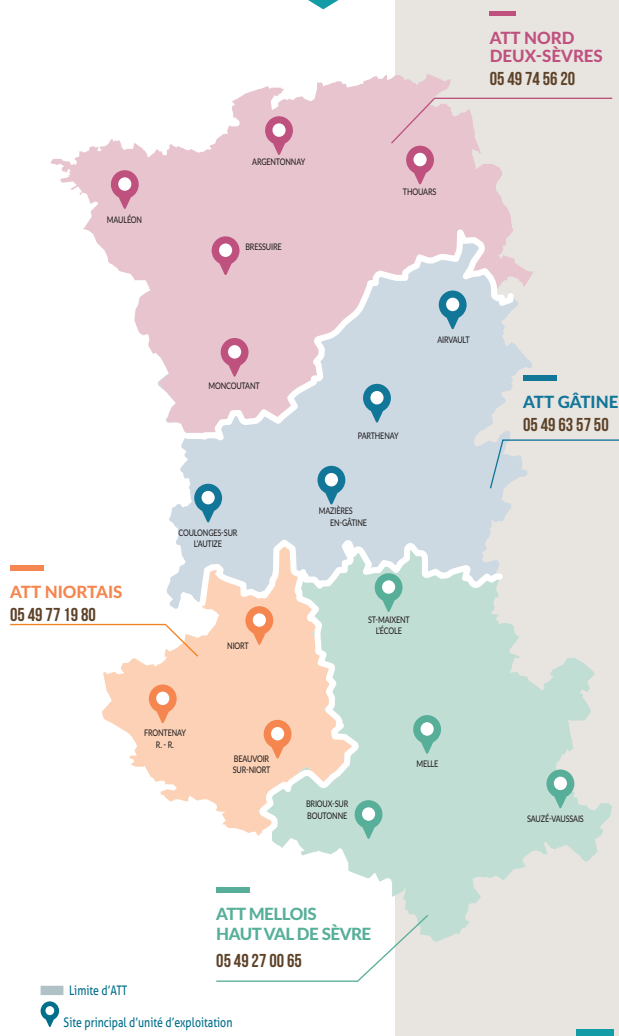 ATT NORD
DEUX-SÈVRES
05 49 74 56 20
ARGENTONNAY
THOUARS
MAULÉON
BRESSUIRE
AIRVAULT
MONCOUTANT
ATT GÂTINE
05 49 63 57 50
PARTHENAY
MAZIÈRES
EN-GÂTINE
COULONGES-SUR
L'AUTIZE
ATT NIORTAIS
05 49 77 19 80
ST-MAIXENT
L'ÉCOLE
NIORT
FRONTENAY
R. - R.
BEAUVOIR
SUR-NIORT
MELLE
BRIOUX-SUR
BOUTONNE
SAUZÉ-VAUSSAIS
ATT MELLOIS
HAUT VAL DE SÈVRE
05 49 27 00 65
Limite d'ATT
Site principal d'unité d'exploitation